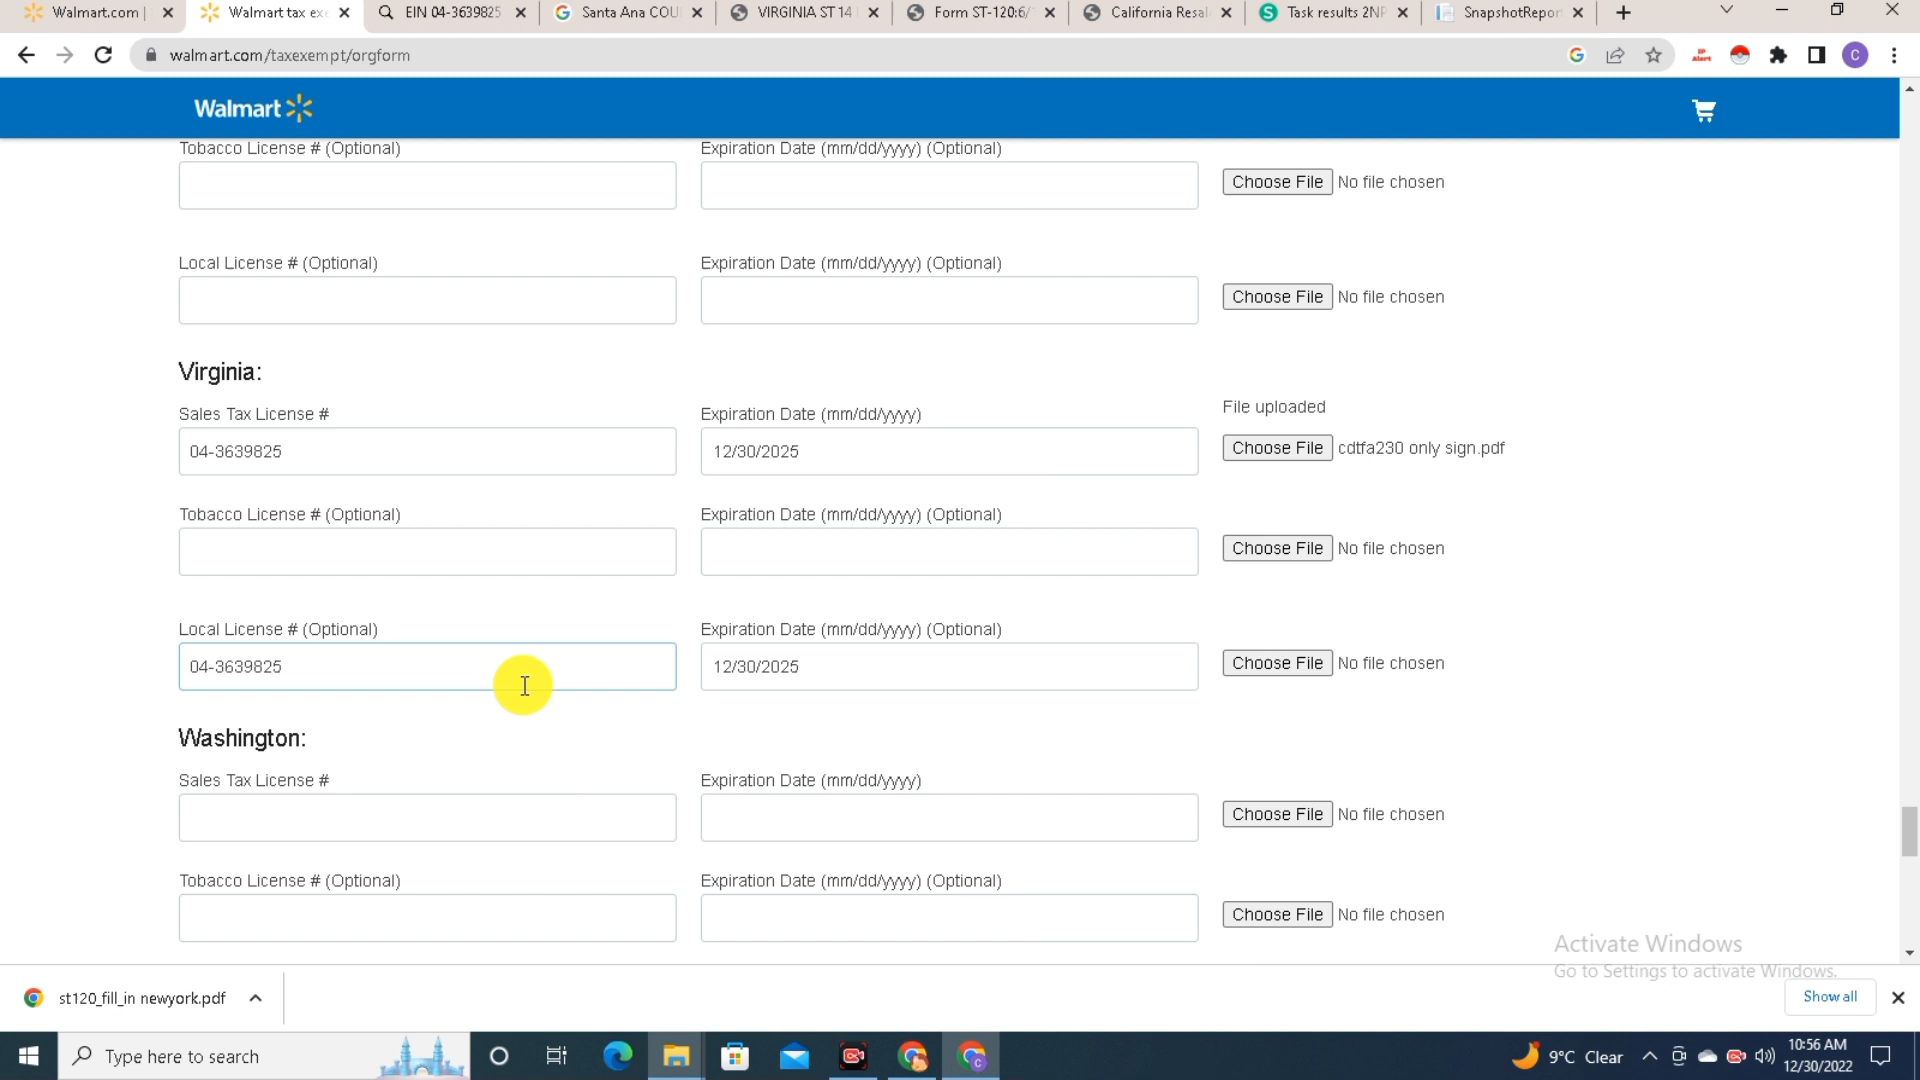 Walmart.com |
Walmart tax exe
EIN 04-3639825
Santa Ana COU
VIRGINIA ST 14
Form ST-120:6/
California Resal
S Task results 2NP
SnapshotRepor
walmart.com/taxexempt/orgform
C
Walmart
Tobacco License # (Optional) Expiration Date (mm/dd/yyyy) (Optional)
Choose File No file chosen
Local License # (Optional) Expiration Date (mm/dd/yyyy) (Optional)
Choose File No file chosen
Virginia:
Sales Tax License # Expiration Date (mm/dd/yyyy) File uploaded
04-3639825 12/30/2025 Choose File cdtfa230 only sign.pdf
Tobacco License # (Optional) Expiration Date (mm/dd/yyyy) (Optional)
Choose File No file chosen
Local License # (Optional) Expiration Date (mm/dd/yyyy) (Optional)
04-3639825 12/30/2025 Choose File No file chosen
Washington:
Sales Tax License # Expiration Date (mm/dd/yyyy)
Choose File No file chosen
Tobacco License # (Optional) Expiration Date (mm/dd/yyyy) (Optional)
Choose File No file chosen
Activate Windows
Go to Settings to activate Windows.
st120_fill_in newyork.pdf
Show all
Type here to search
9°C Clear
10:56 AM
12/30/2022